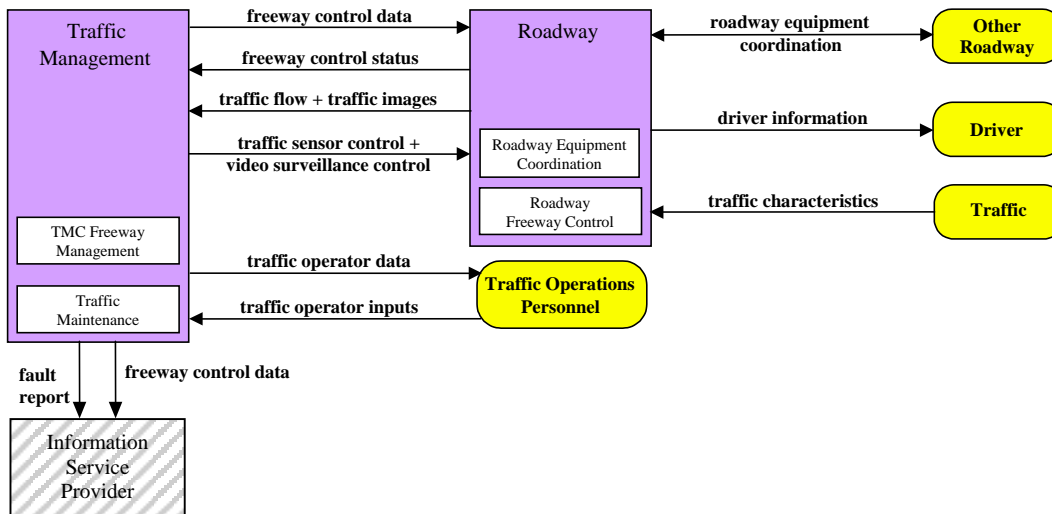 Traffic
Management
freeway control data
Roadway
roadway equipment
coordination
Other
Roadway
freeway control status
traffic flow + traffic images
driver information
Driver
traffic sensor control +
video surveillance control
Roadway Equipment
Coordination
Roadway
Freeway Control
traffic characteristics
Traffic
TMC Freeway
Management
traffic operator data
Traffic Operations
Personnel
Traffic
Maintenance
traffic operator inputs
fault
report
freeway control data
Information
Service
Provider